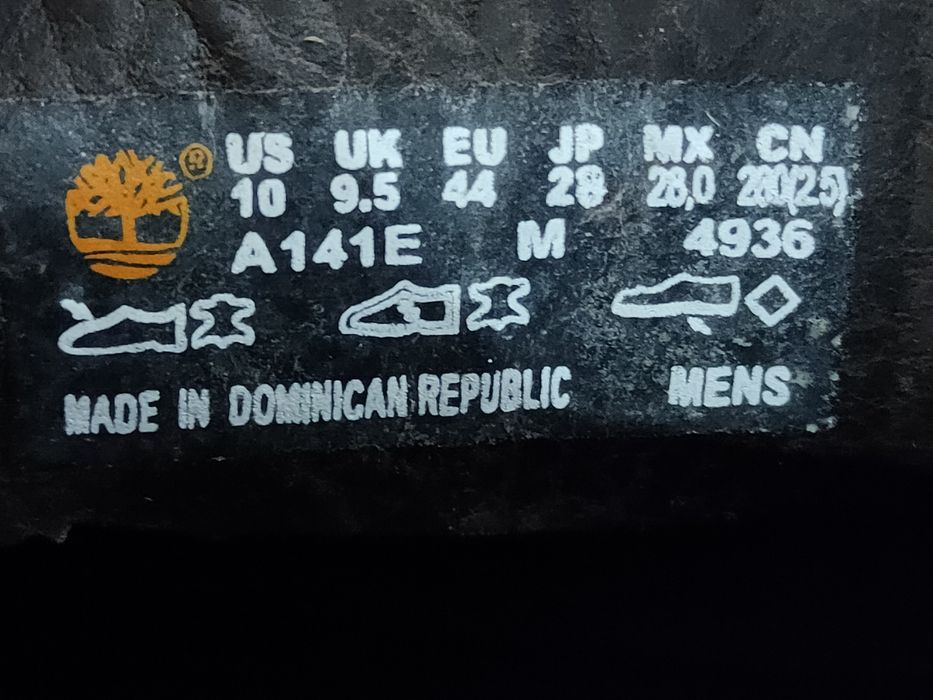 ® US UK EU JP MX CN
10 9.5 44 28 28,0 280(2.5)
A141E M 4936
MADE IN DOMINICAN REPUBLIC MENS